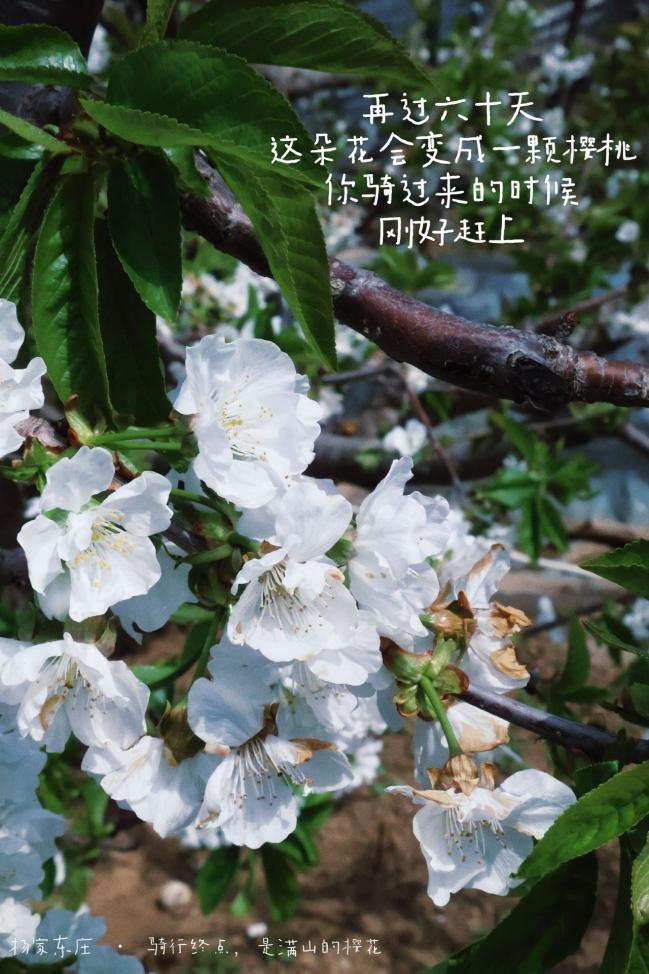 再过六十天
这朵花会变成一颗樱桃
你骑过来的时候
刚好赶上
杨家东庄 · 骑行终点，是满山的樱花